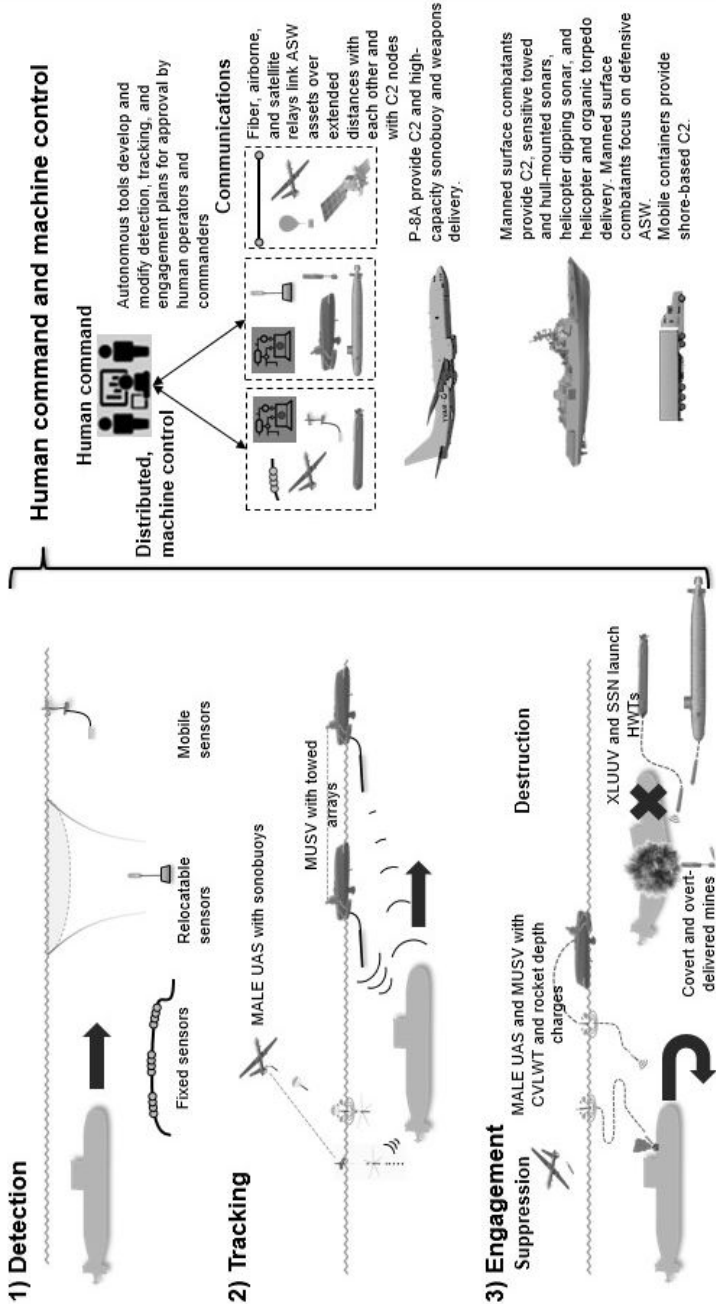 1) Detection
Fixed sensors
Relocatable
sensors
Mobile
sensors
2) Tracking
MALE UAS with sonobuoys
MUSV with towed
arrays
3) Engagement
Suppression
MALE UAS and MUSV with
CVLWT and rocket depth
charges
Destruction
XLUUV and SSN launch
HWTs
Covert and overt-
delivered mines
Human command and machine control
Human command
Distributed,
machine control
Autonomous tools develop and
modify detection, tracking, and
engagement plans for approval by
human operators and
commanders
Communications
Fiber, airborne,
and satellite
relays link ASW
assets over
extended
distances with
each other and
with C2 nodes
P-8A provide C2 and high-
capacity sonobuoy and weapons
delivery.
Manned surface combatants
provide C2, sensitive towed
and hull-mounted sonars,
helicopter dipping sonar, and
helicopter and organic torpedo
delivery. Manned surface
combatants focus on defensive
ASW.
Mobile containers provide
shore-based C2.